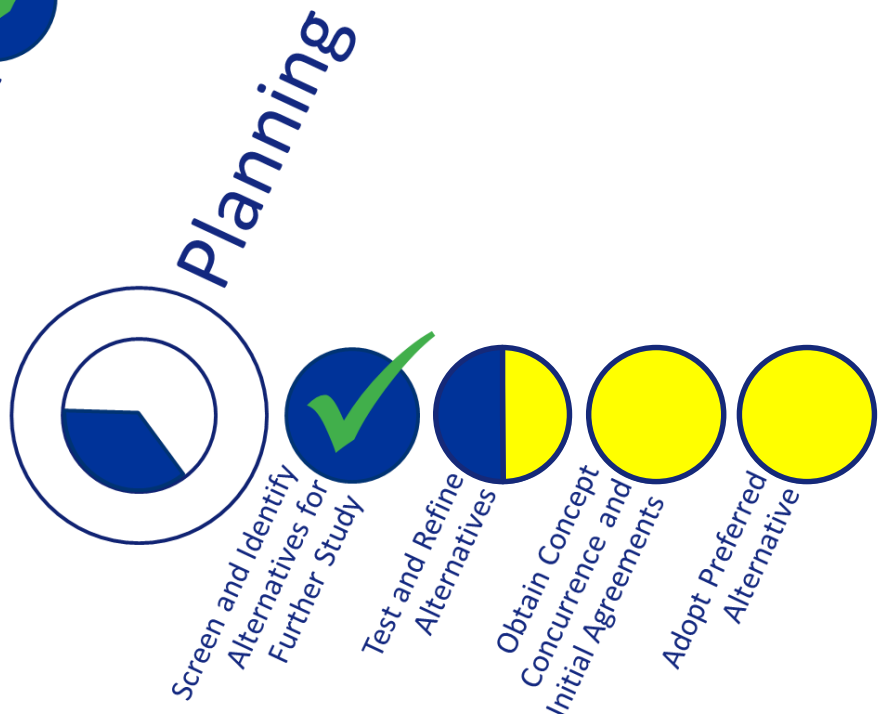 Planning
Screen and Identify
Alternatives for
Further Study
Test and Refine
Alternatives
Obtain Concept
Concurrence and
Initial Agreements
Adopt Preferred
Alternative